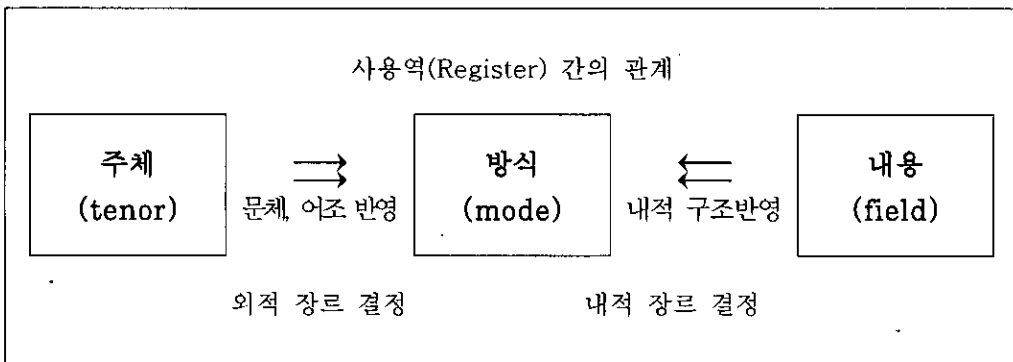 사용역(Register) 간의 관계
주체 방식 내용
(tenor) 문체, 어조 반영 (mode) 내적 구조반영 (field)
외적 장르 결정 내적 장르 결정